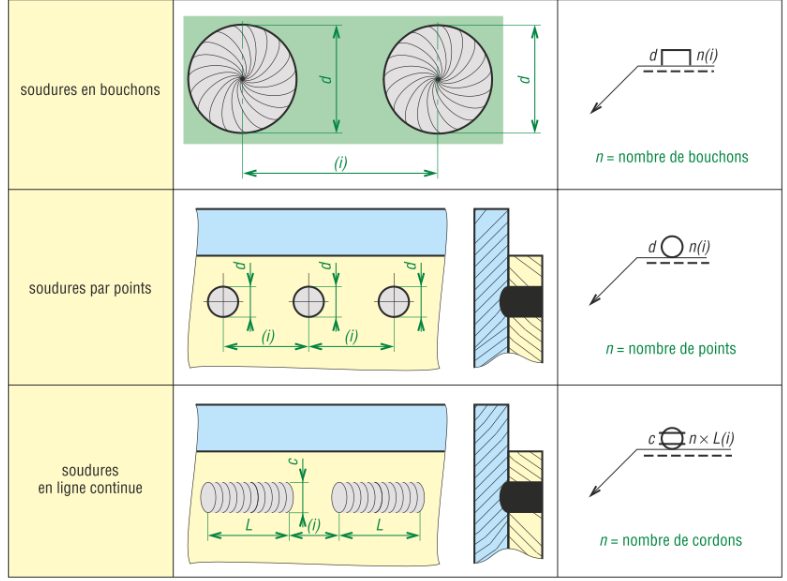 soudures en bouchons
d
d
(i)
d n(i)
n = nombre de bouchons
soudures par points
d
d
d
(i)
(i)
d n(i)
n = nombre de points
soudures
en ligne continue
c
L
(i)
L
c n × L(i)
n = nombre de cordons